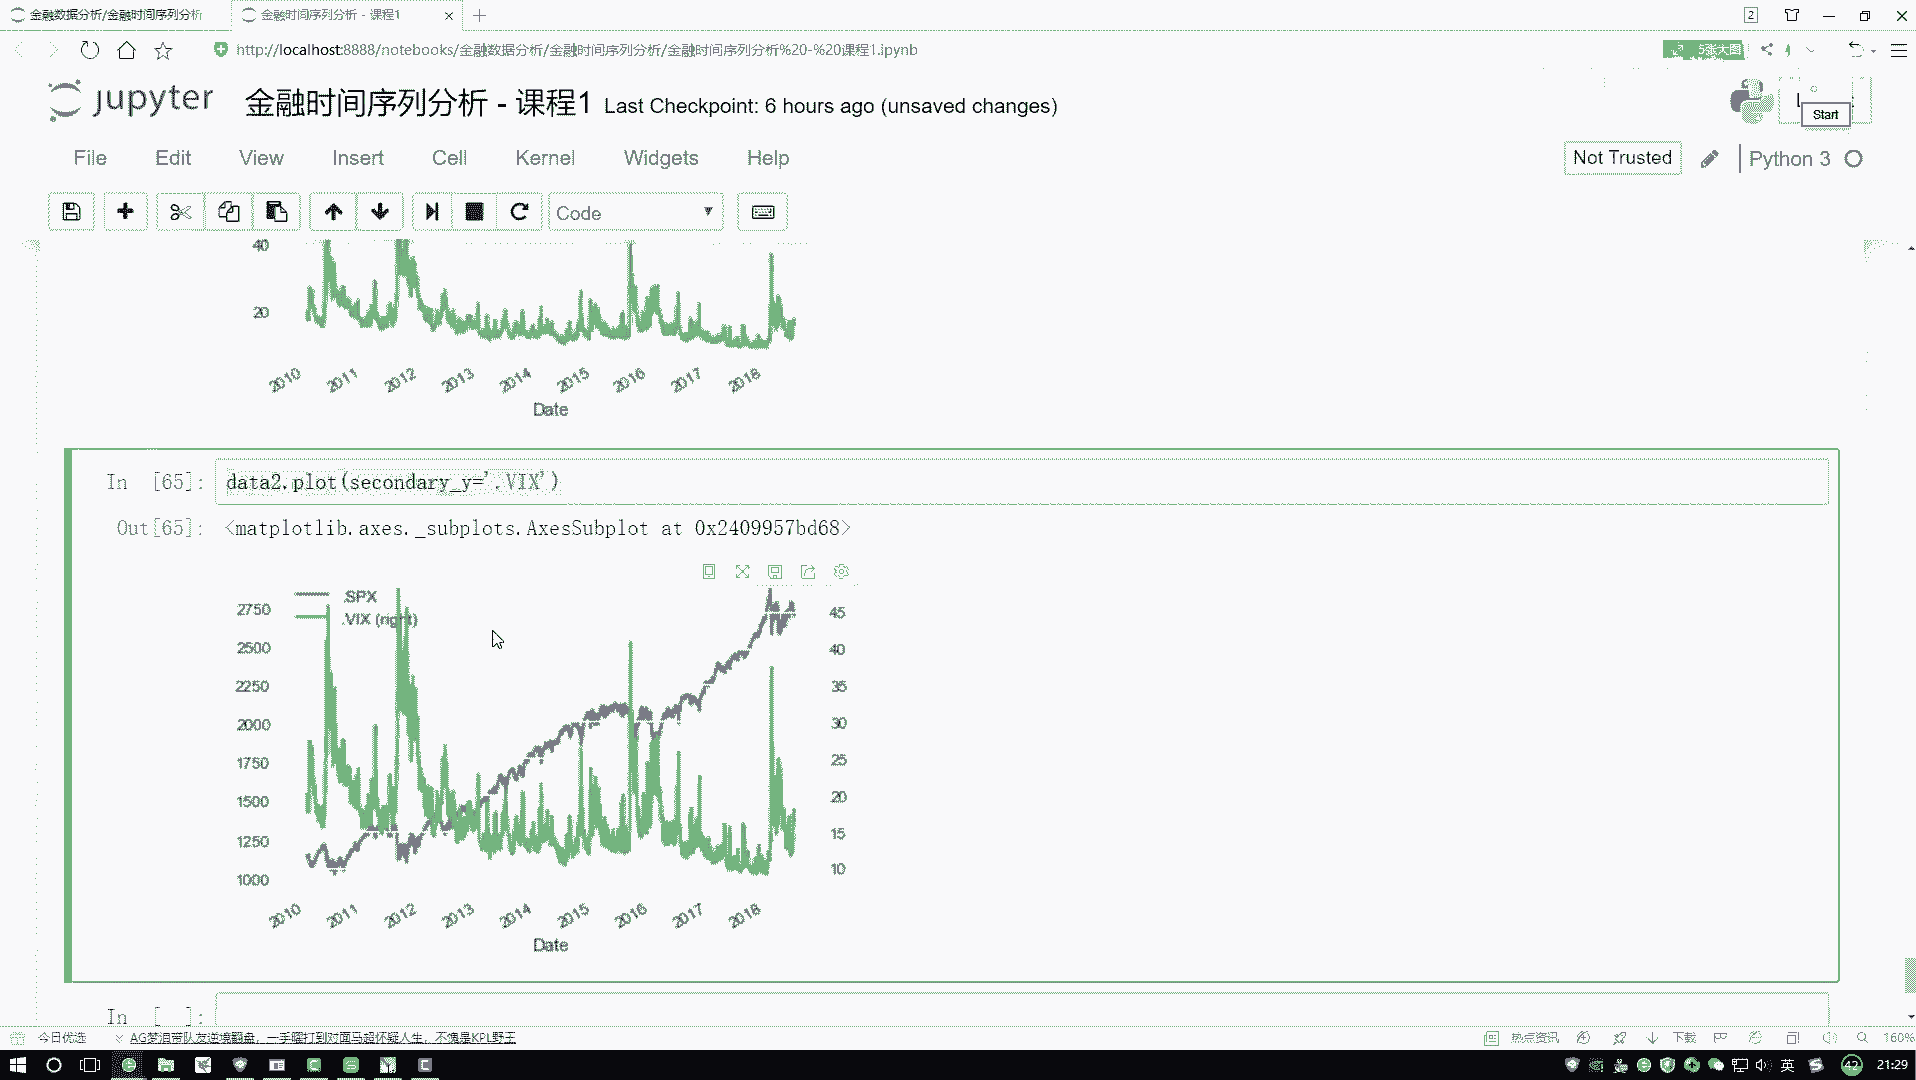 金融数据分析/金融时间序列分析
金融时间序列分析 - 课程1
2
http://localhost:8888/notebooks/金融数据分析/金融时间序列分析/金融时间序列分析%20-%20课程1.ipynb
5张大图
jupyter
金融时间序列分析 - 课程1 Last Checkpoint: 6 hours ago (unsaved changes)
Start
File Edit View Insert Cell Kernel Widgets Help
Not Trusted
Python 3
Code
40
20
2010 2011 2012 2013 2014 2015 2016 2017 2018
Date
In [65]: data2.plot(secondary_y='.VIX')
Out[65]: <matplotlib.axes._subplots.AxesSubplot at 0x2409957bd68>
.SPX
.VIX (right)
2750
2500
2250
2000
1750
1500
1250
1000
45
40
35
30
25
20
15
10
2010 2011 2012 2013 2014 2015 2016 2017 2018
Date
In [ ]:
今日优选
AG梦泪带队友逆境翻盘，一手曜打到对面马超怀疑人生，不愧是KPL野王
热点资讯
下载
160%
英
42
21:29